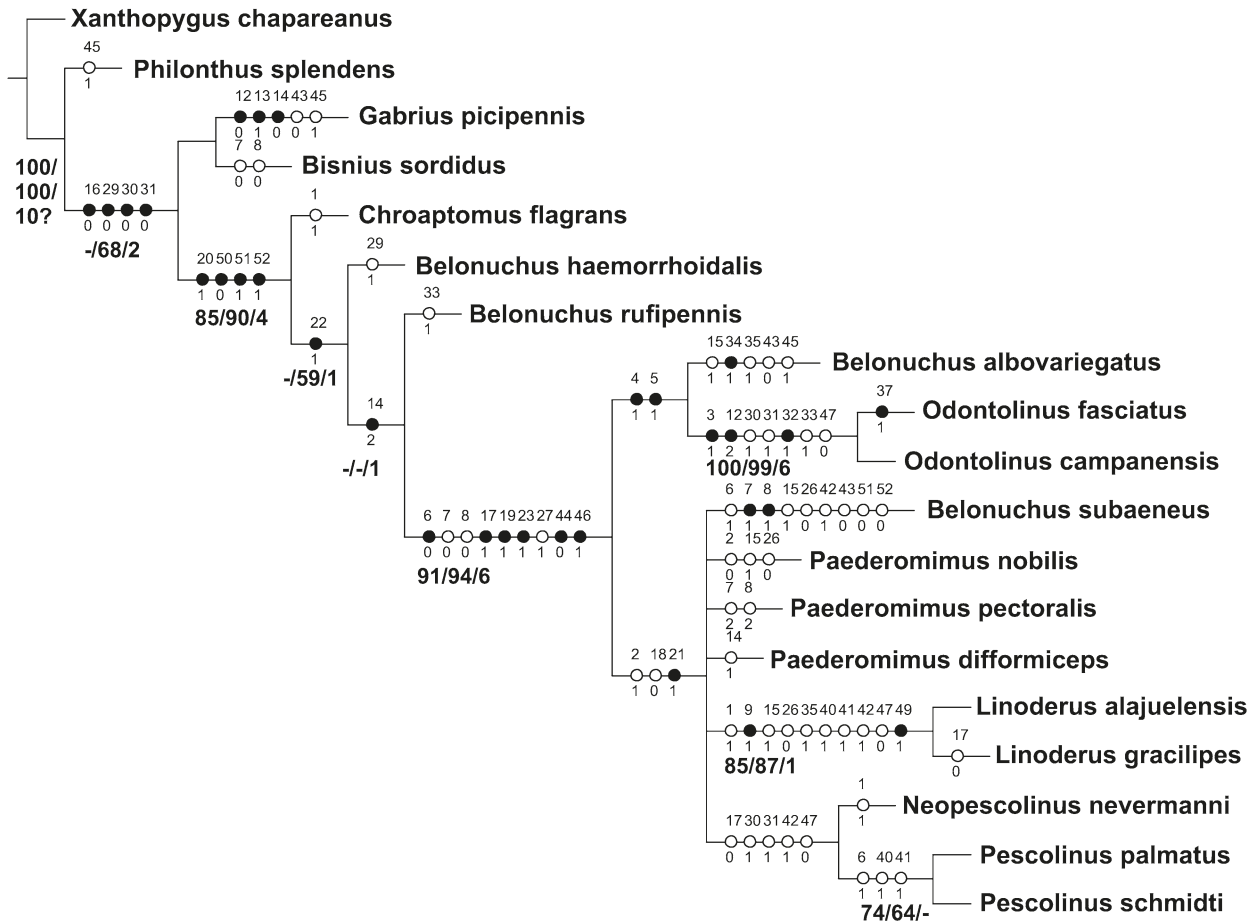 Xanthopygus chapareanus
45
Philonthus splendens
1
12 13 14 43 45
Gabrius picipennis
0 1 0 0 1
7 8
Bisnius sordidus
0 0
100/
100/
10?
16 29 30 31
0 0 0 0
-/68/2
1
Chroaptomus flagrans
1
20 50 51 52
1 0 1 1
85/90/4
29
Belonuchus haemorrhoidalis
1
22
1
-/59/1
33
Belonuchus rufipennis
1
14
2
-/-/1
15 34 35 43 45
Belonuchus albovariegatus
1 1 1 0 1
4 5
1 1
37
Odontolinus fasciatus
1
3 12 30 31 32 33 47
1 2 1 1 1 1 0
100/99/6
Odontolinus campanensis
6 7 8 15 26 42 43 51 52
Belonuchus subaeneus
1 1 1 1 0 1 0 0 0
6 7 8 17 19 23 27 44 46
0 0 0 1 1 1 1 0 1
91/94/6
2 15 26
Paederomimus nobilis
0 1 0
7 8
Paederomimus pectoralis
2 2
14
Paederomimus difformiceps
1
2 18 21
1 0 1
1 9 15 26 35 40 41 42 47 49
Linoderus alajuelensis
1 1 1 0 1 1 1 1 0 1
85/87/1
17
Linoderus gracilipes
0
1
Neopescolinus nevermanni
1
17 30 31 42 47
0 1 1 1 0
6 40 41
Pescolinus palmatus
1 1 1
74/64/-
Pescolinus schmidti